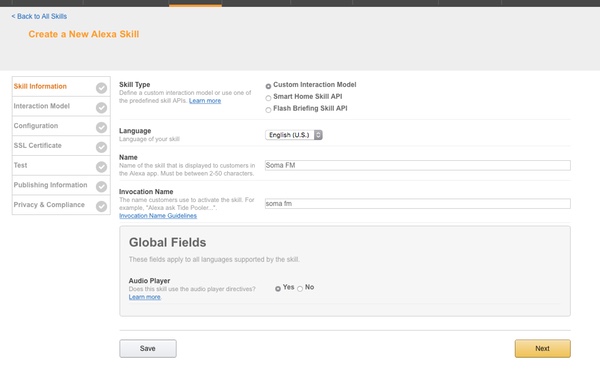 < Back to All Skills
Create a New Alexa Skill
Skill Information
Interaction Model
Configuration
SSL Certificate
Test
Publishing Information
Privacy & Compliance
Skill Type
Define a custom interaction model or use one of
the predefined skill APIs. Learn more
Custom Interaction Model
Smart Home Skill API
Flash Briefing Skill API
Language
Language of your skill
English (U.S.)
Name
Name of the skill that is displayed to customers in
the Alexa app. Must be between 2-50 characters.
Soma FM
Invocation Name
The name customers use to activate the skill. For
example, "Alexa ask Tide Pooler...".
Invocation Name Guidelines
soma fm
Global Fields
These fields apply to all languages supported by the skill.
Audio Player
Does this skill use the audio player directives?
Learn more
Yes No
Save
Next